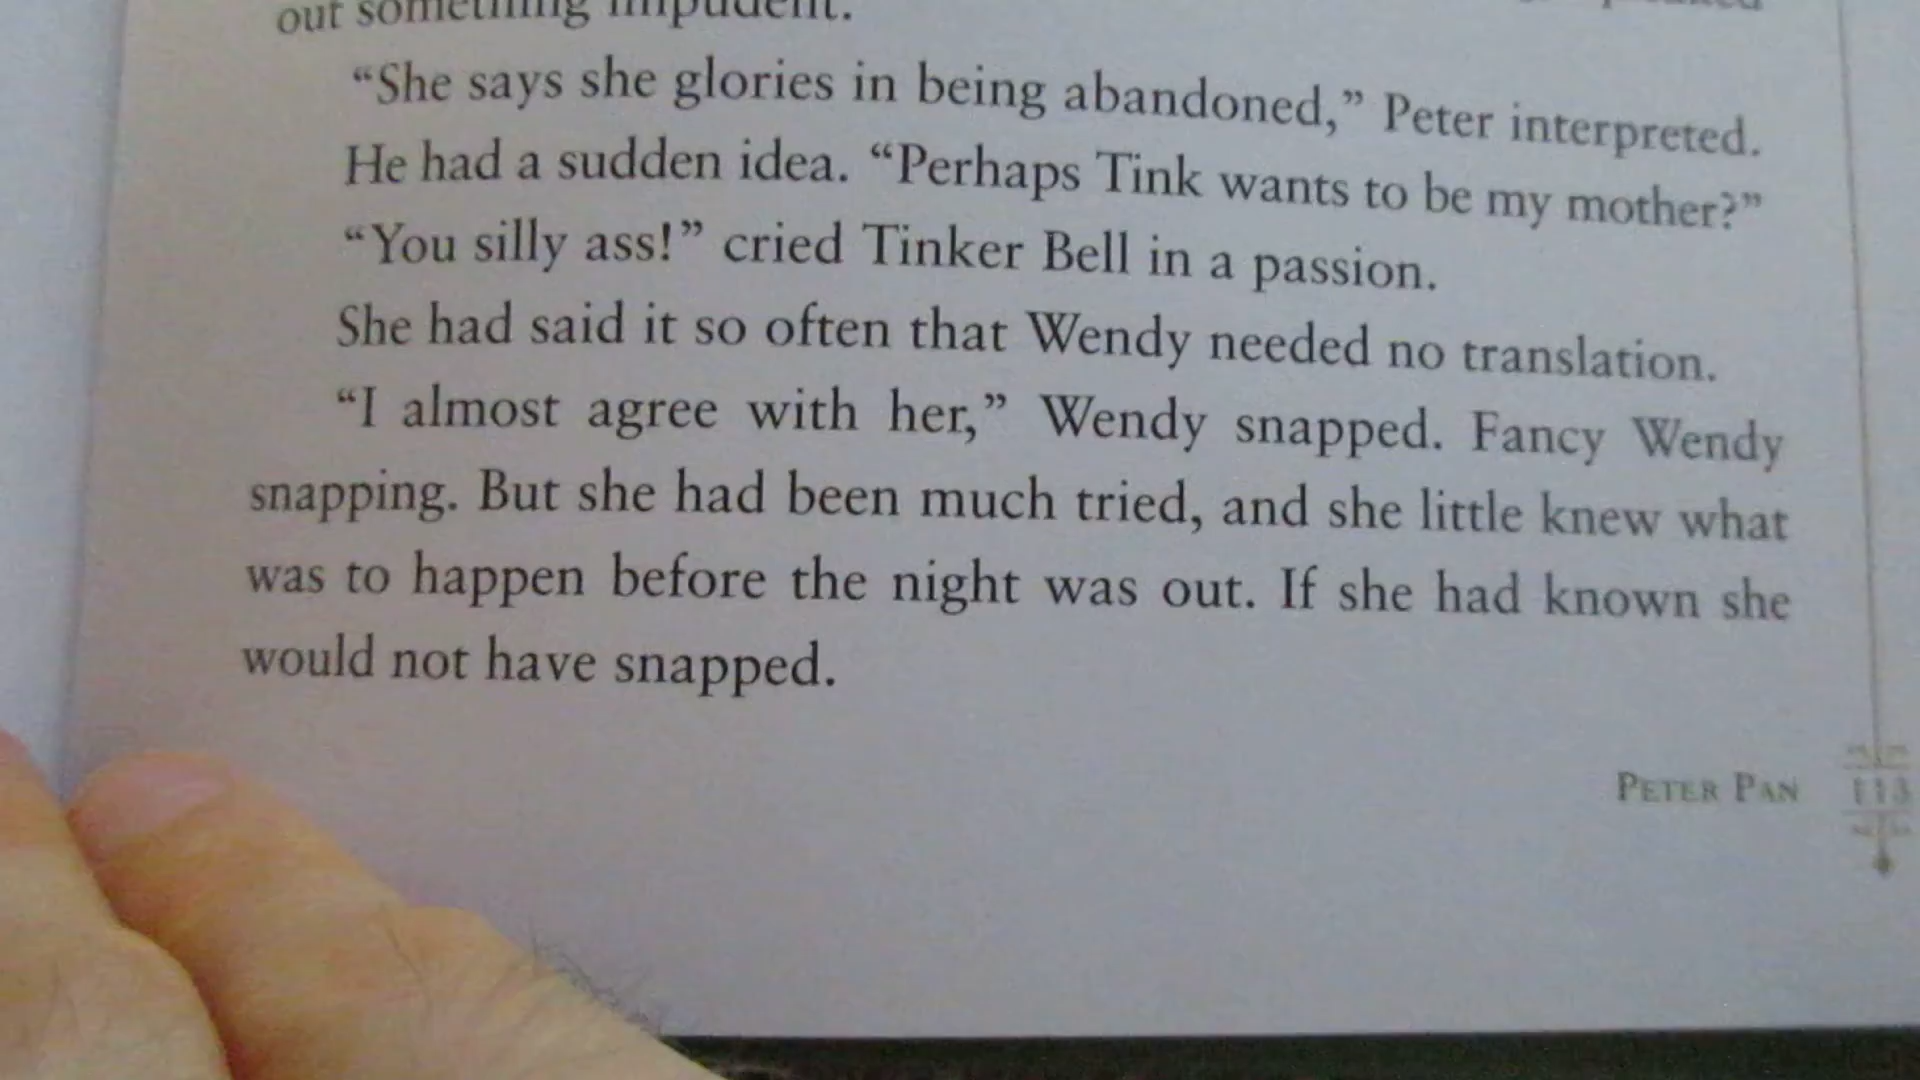 out something impudent.
“She says she glories in being abandoned,” Peter interpreted.
He had a sudden idea. “Perhaps Tink wants to be my mother?”
“You silly ass!” cried Tinker Bell in a passion.
She had said it so often that Wendy needed no translation.
“I almost agree with her,” Wendy snapped. Fancy Wendy
snapping. But she had been much tried, and she little knew what
was to happen before the night was out. If she had known she
would not have snapped.
PETER PAN 113